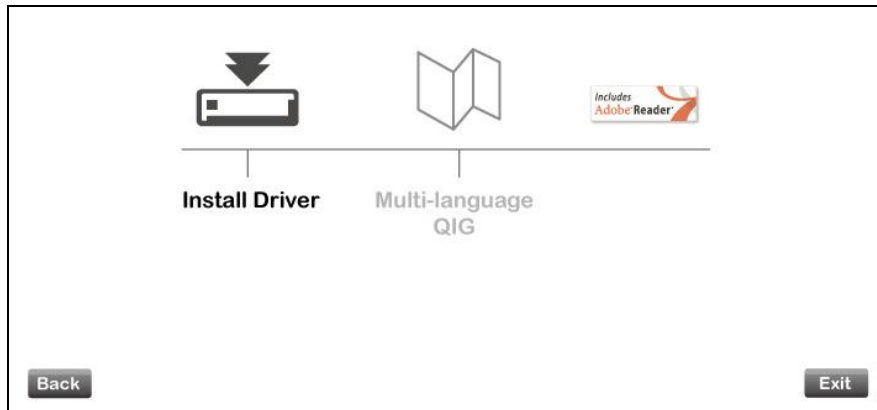 Includes
Adobe Reader
Install Driver
Multi-language
QIG
Back
Exit